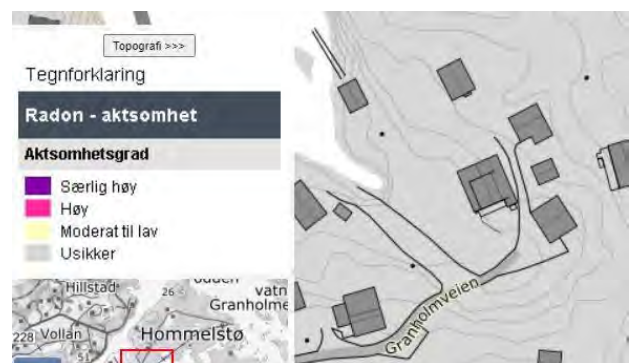 Topografi >>>
Tegnforklaring
Radon - aktsomhet
Aktsomhetsgrad
Særlig høy
Høy
Moderat til lav
Usikker
Hillstad
26
vatn
Granholme
228 Vollan
51
Hommelstø
Granholmveien